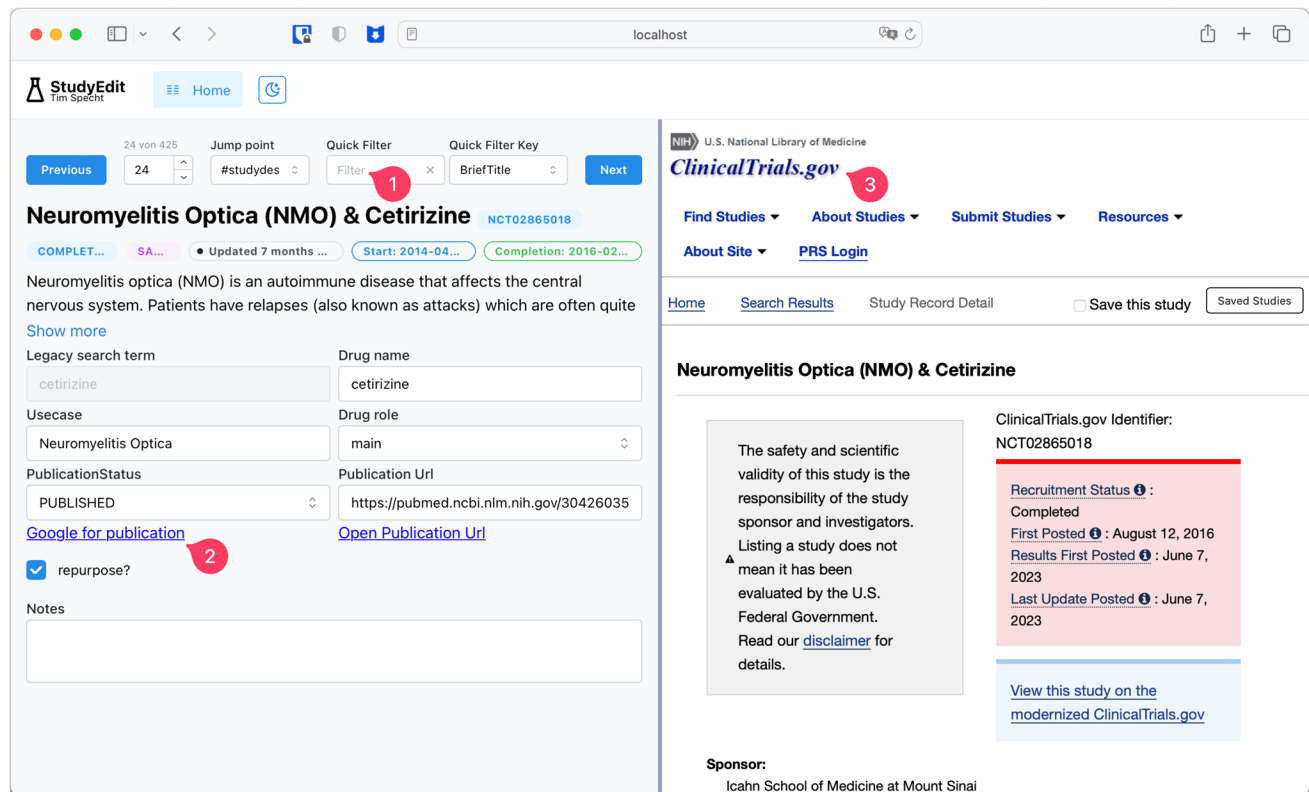 localhost
StudyEdit
Tim Specht
Home
24 von 425
Jump point
Quick Filter
Quick Filter Key
Previous
24
#studydes
Filter
BriefTitle
Next
1
Neuromyelitis Optica (NMO) & Cetirizine
NCT02865018
COMPLET...
SA...
Updated 7 months ...
Start: 2014-04...
Completion: 2016-02...
Neuromyelitis optica (NMO) is an autoimmune disease that affects the central
nervous system. Patients have relapses (also known as attacks) which are often quite
Show more
Legacy search term
Drug name
cetirizine
cetirizine
Usecase
Drug role
Neuromyelitis Optica
main
PublicationStatus
Publication Url
PUBLISHED
https://pubmed.ncbi.nlm.nih.gov/30426035
Google for publication
Open Publication Url
2
repurpose?
Notes
NIH U.S. National Library of Medicine
ClinicalTrials.gov
3
Find Studies
About Studies
Submit Studies
Resources
About Site
PRS Login
Home
Search Results
Study Record Detail
Save this study
Saved Studies
Neuromyelitis Optica (NMO) & Cetirizine
The safety and scientific
validity of this study is the
responsibility of the study
sponsor and investigators.
Listing a study does not
mean it has been
evaluated by the U.S.
Federal Government.
Read our disclaimer for
details.
ClinicalTrials.gov Identifier:
NCT02865018
Recruitment Status :
Completed
First Posted : August 12, 2016
Results First Posted : June 7,
2023
Last Update Posted : June 7,
2023
View this study on the
modernized ClinicalTrials.gov
Sponsor:
Icahn School of Medicine at Mount Sinai